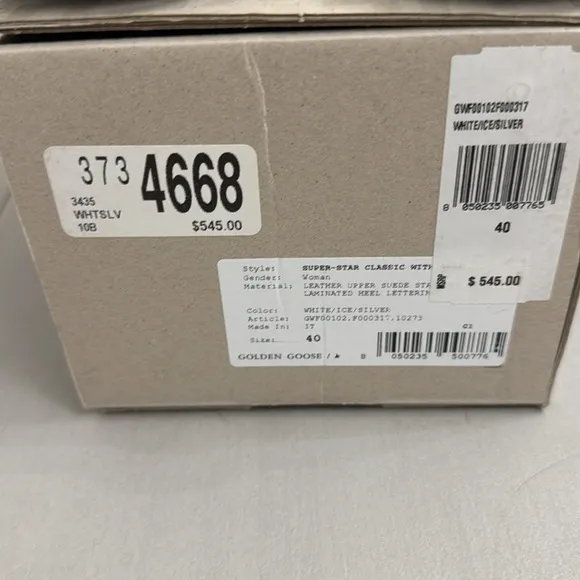 373 4668
3435
WHTSLV
10B $545.00
GWF00102F000317
WHITE/ICE/SILVER
8 050235 007765
40
MSRP $ 545.00
Style: SUPER-STAR CLASSIC WITH
Gender: Woman
Material: LEATHER UPPER SUEDE
LAMINATED HEEL
Color: WHITE/ICE/SILVER
Article: GWF00102.F000317.10273
Made In: IT
Size: 40
GOLDEN GOOSE /
8 050235 500776